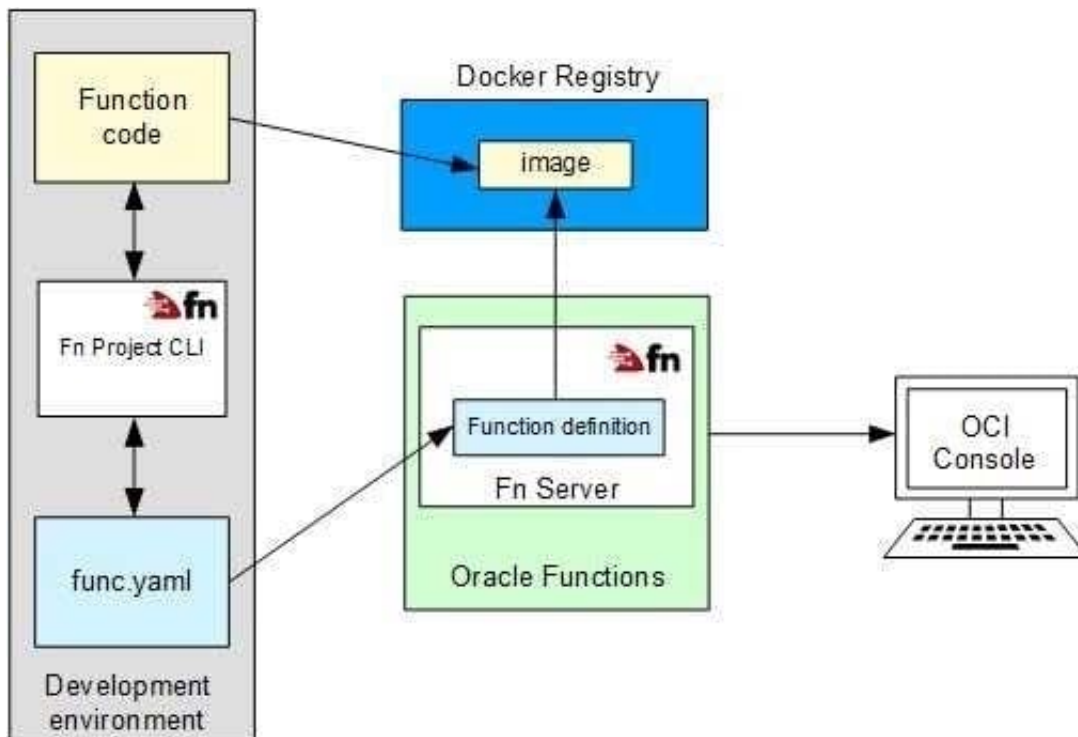 Function
code
fn
Fn Project CLI
func.yaml
Development
environment
Docker Registry
image
fn
Function definition
Fn Server
Oracle Functions
OCI
Console